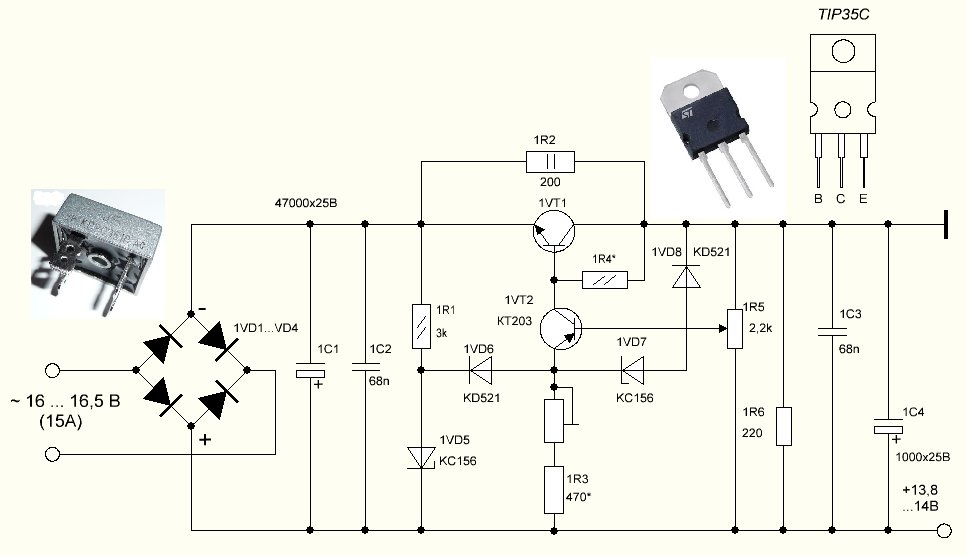 TIP35C
B C E
1R2
200
47000x25B
1VT1
1R4*
1VD8
KD521
1VT2
KT203
1R1
3k
1VD1...VD4
-
1C1
+
1C2
68n
1VD6
KD521
1VD7
KC156
1R5
2,2k
1C3
68n
~ 16 ... 16,5 B
(15A)
+
1VD5
KC156
1R3
470*
1R6
220
1C4
+
1000x25B
+13,8
...14B